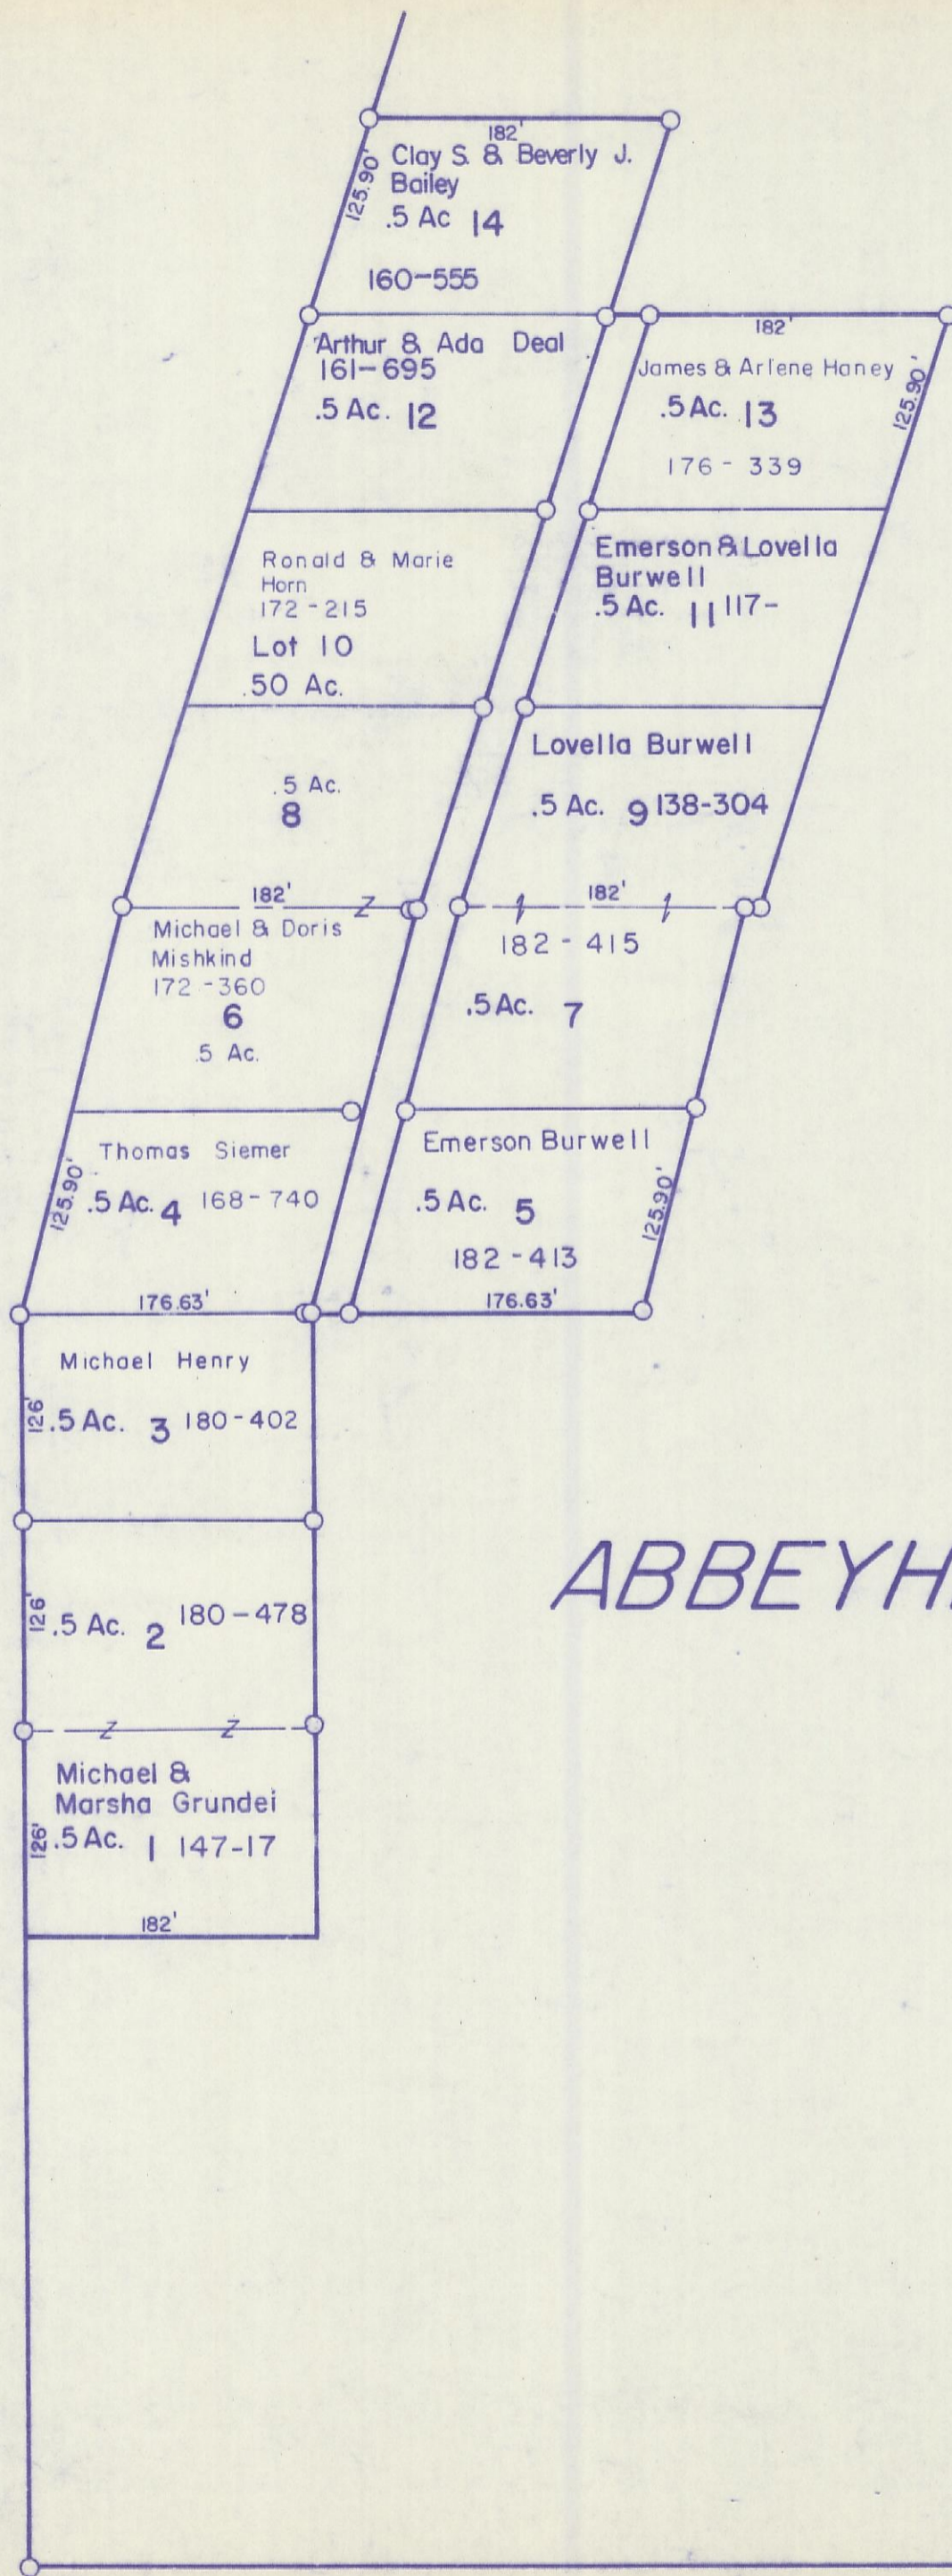 182'
125.90'
Clay S. & Beverly J.
Bailey
.5 Ac 14
160-555
Arthur & Ada Deal
161-695
.5 Ac. 12
182'
James & Arlene Haney
125.90'
.5 Ac. 13
176-339
Ronald & Marie
Horn
172-215
Lot 10
.50 Ac.
Emerson & Lovella
Burwell
.5 Ac. 11 117-
.5 Ac.
8
Lovella Burwell
.5 Ac. 9 138-304
182'
Z
Michael & Doris
Mishkind
172-360
6
.5 Ac.
182'
182-415
.5 Ac. 7
Thomas Siemer
125.90'
.5 Ac. 4 168-740
176.63'
Emerson Burwell
.5 Ac. 5
125.90'
182-413
176.63'
Michael Henry
126'
.5 Ac. 3 180-402
126'
.5 Ac. 2 180-478
Z Z
Michael &
Marsha Grundei
126'
.5 Ac. 1 147-17
182'
ABBEYH